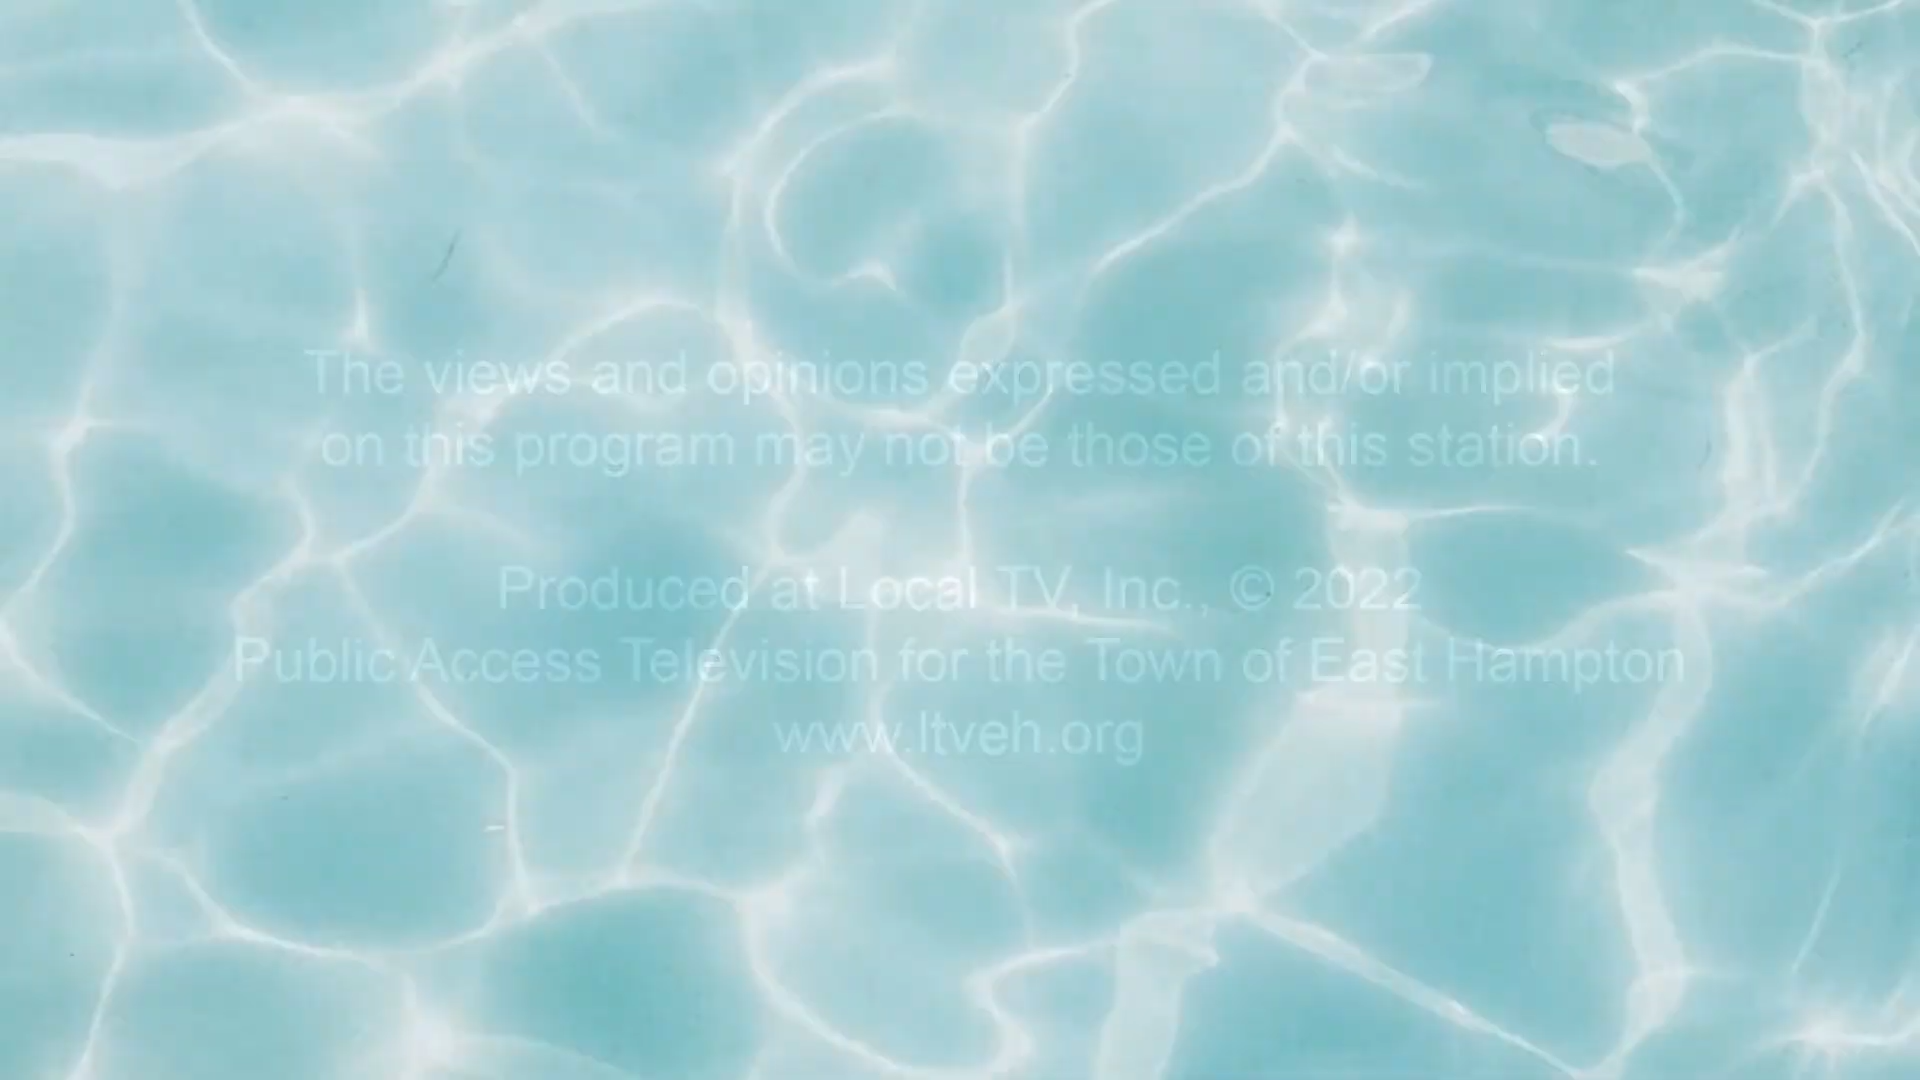 The views and opinions expressed and/or implied
on this program may not be those of this station.
Produced at Local TV, Inc., © 2022
Public Access Television for the Town of East Hampton
www.ltveh.org